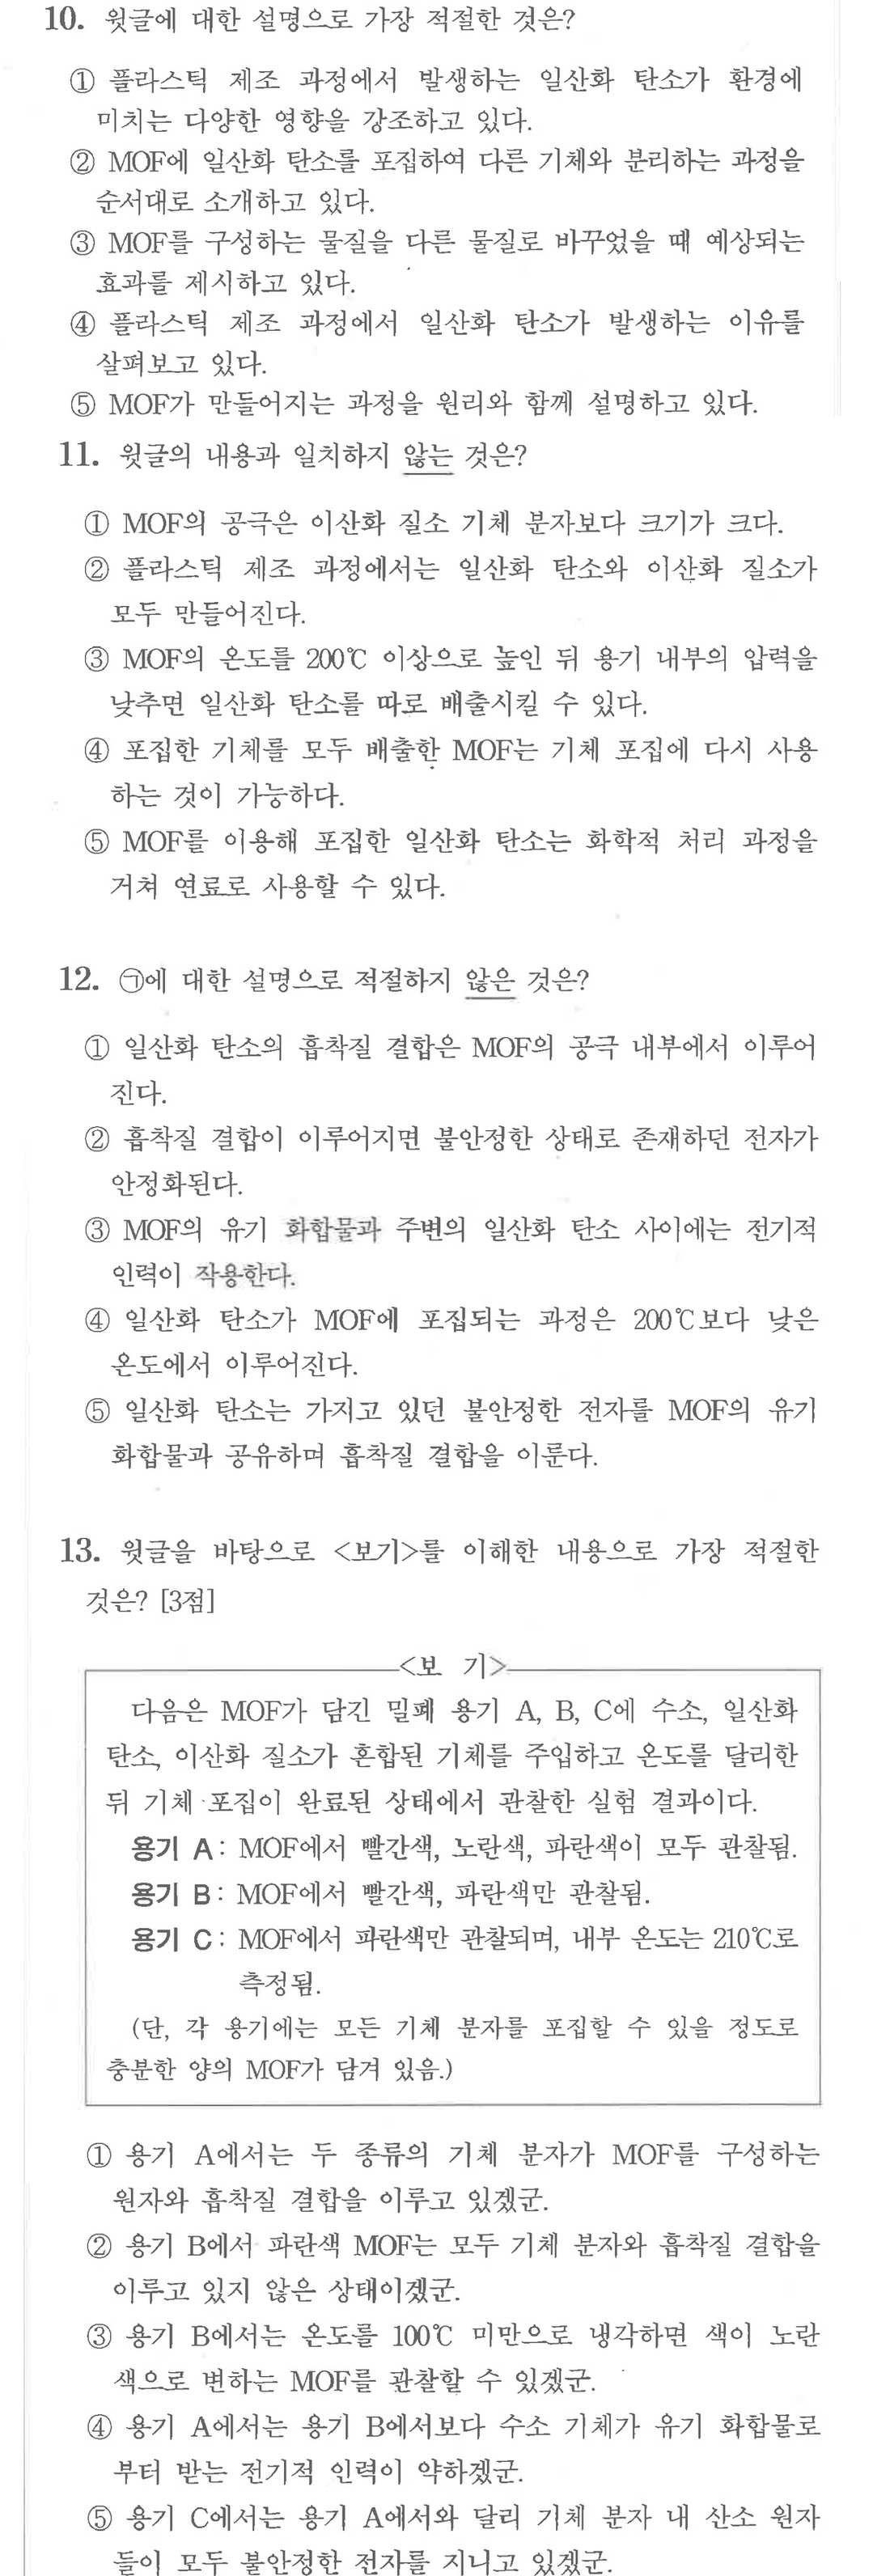 10. 윗글에 대한 설명으로 가장 적절한 것은?
① 플라스틱 제조 과정에서 발생하는 일산화 탄소가 환경에
미치는 다양한 영향을 강조하고 있다.
② MOF에 일산화 탄소를 포집하여 다른 기체와 분리하는 과정을
순서대로 소개하고 있다.
③ MOF를 구성하는 물질을 다른 물질로 바꾸었을 때 예상되는
효과를 제시하고 있다.
④ 플라스틱 제조 과정에서 일산화 탄소가 발생하는 이유를
살펴보고 있다.
⑤ MOF가 만들어지는 과정을 원리와 함께 설명하고 있다.
11. 윗글의 내용과 일치하지 않는 것은?
① MOF의 공극은 이산화 질소 기체 분자보다 크기가 크다.
② 플라스틱 제조 과정에서는 일산화 탄소와 이산화 질소가
모두 만들어진다.
③ MOF의 온도를 200℃ 이상으로 높인 뒤 용기 내부의 압력을
낮추면 일산화 탄소를 따로 배출시킬 수 있다.
④ 포집한 기체를 모두 배출한 MOF는 기체 포집에 다시 사용
하는 것이 가능하다.
⑤ MOF를 이용해 포집한 일산화 탄소는 화학적 처리 과정을
거쳐 연료로 사용할 수 있다.
12. ㉠에 대한 설명으로 적절하지 않은 것은?
① 일산화 탄소의 흡착질 결합은 MOF의 공극 내부에서 이루어
진다.
② 흡착질 결합이 이루어지면 불안정한 상태로 존재하던 전자가
안정화된다.
③ MOF의 유기 화합물과 주변의 일산화 탄소 사이에는 전기적
인력이 작용한다.
④ 일산화 탄소가 MOF에 포집되는 과정은 200℃보다 낮은
온도에서 이루어진다.
⑤ 일산화 탄소는 가지고 있던 불안정한 전자를 MOF의 유기
화합물과 공유하며 흡착질 결합을 이룬다.
13. 윗글을 바탕으로 <보기>를 이해한 내용으로 가장 적절한
것은? [3점]
<보 기>
다음은 MOF가 담긴 밀폐 용기 A, B, C에 수소, 일산화
탄소, 이산화 질소가 혼합된 기체를 주입하고 온도를 달리한
뒤 기체 포집이 완료된 상태에서 관찰한 실험 결과이다.
용기 A : MOF에서 빨간색, 노란색, 파란색이 모두 관찰됨.
용기 B : MOF에서 빨간색, 파란색만 관찰됨.
용기 C : MOF에서 파란색만 관찰되며, 내부 온도는 210℃로
측정됨.
(단, 각 용기에는 모든 기체 분자를 포집할 수 있을 정도로
충분한 양의 MOF가 담겨 있음.)
① 용기 A에서는 두 종류의 기체 분자가 MOF를 구성하는
원자와 흡착질 결합을 이루고 있겠군.
② 용기 B에서 파란색 MOF는 모두 기체 분자와 흡착질 결합을
이루고 있지 않은 상태이겠군.
③ 용기 B에서는 온도를 100℃ 미만으로 냉각하면 색이 노란
색으로 변하는 MOF를 관찰할 수 있겠군.
④ 용기 A에서는 용기 B에서보다 수소 기체가 유기 화합물로
부터 받는 전기적 인력이 약하겠군.
⑤ 용기 C에서는 용기 A에서와 달리 기체 분자 내 산소 원자
들이 모두 불안정한 전자를 지니고 있겠군.